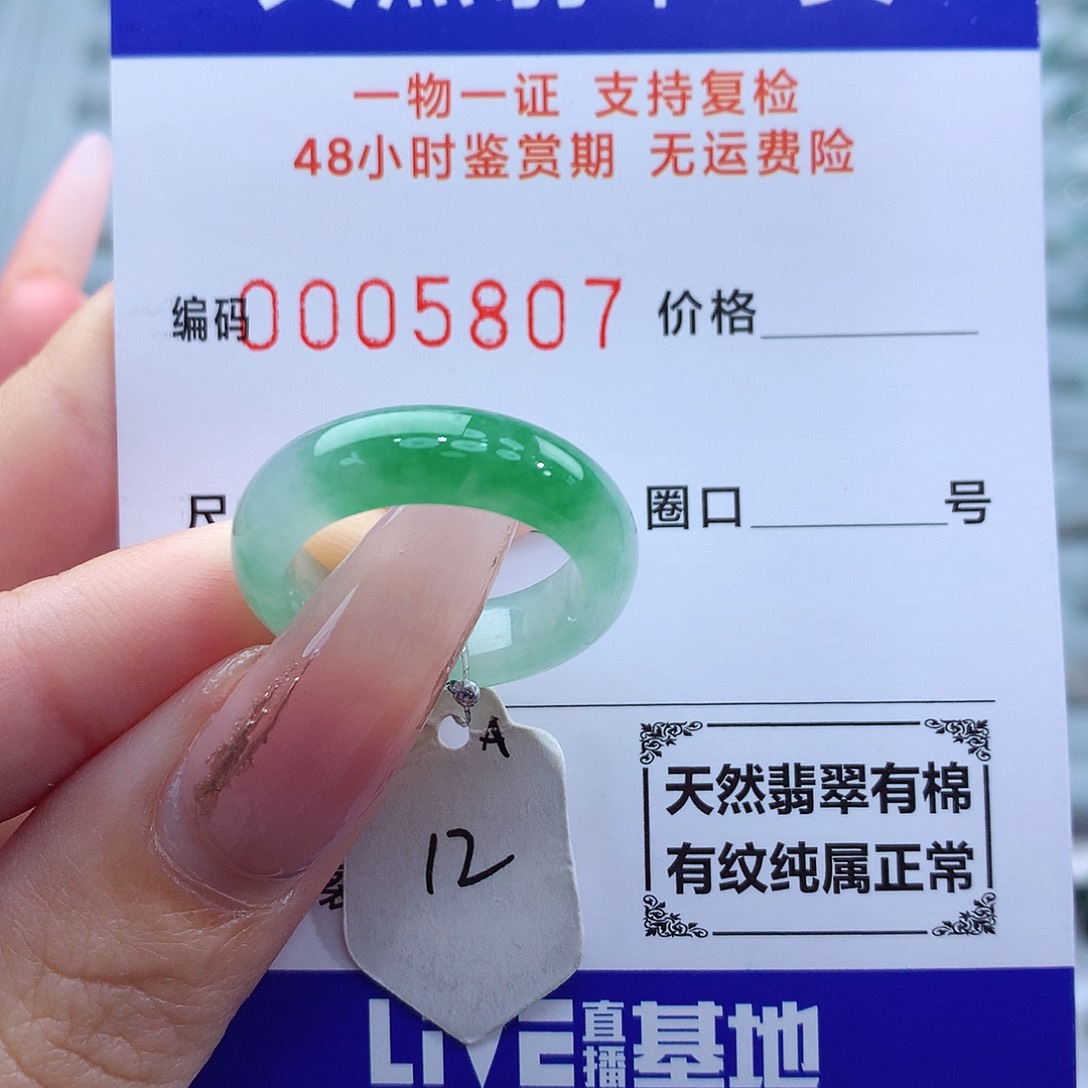 一物一证 支持复检
48小时鉴赏期 无运费险
编码0005807 价格
尺
圈口 号
A
12
天然翡翠有棉
有纹纯属正常
LIVE直播基地